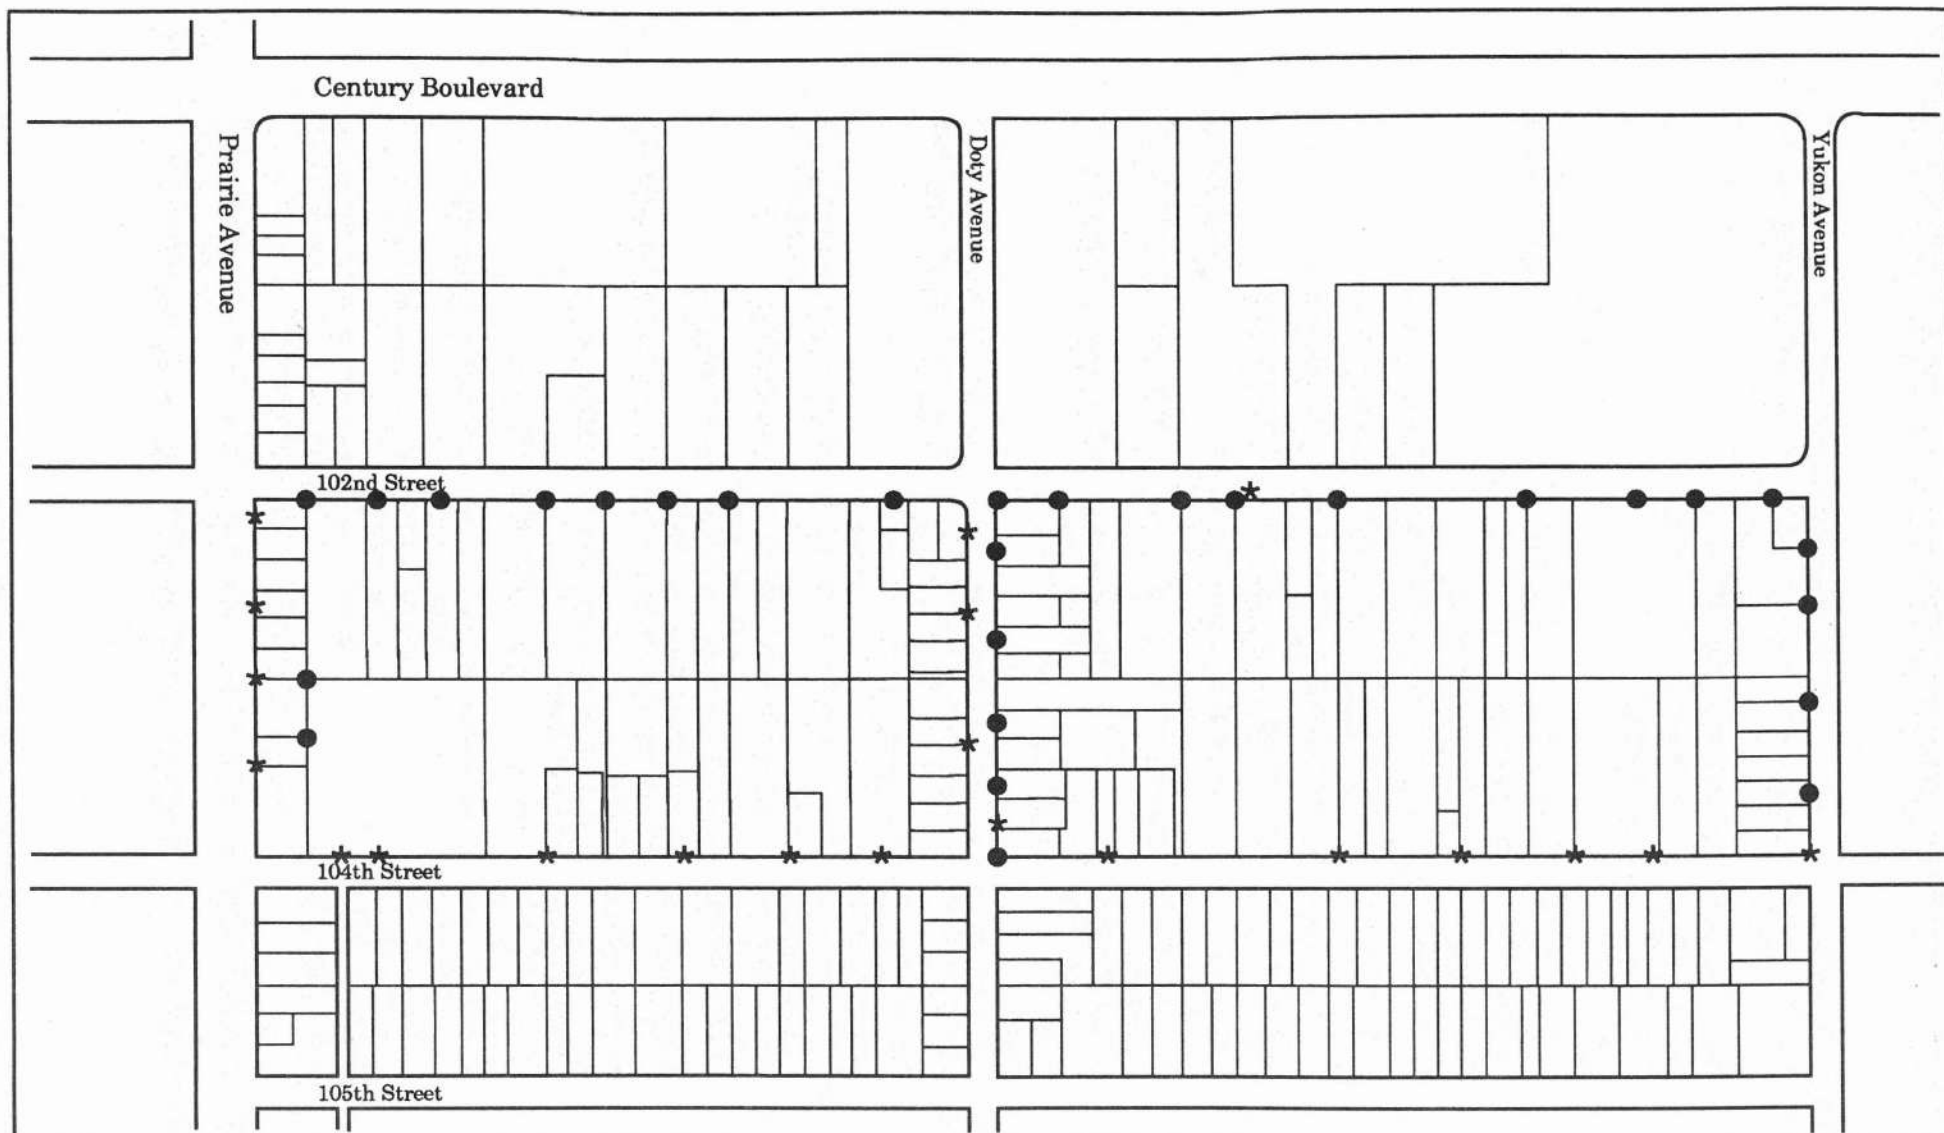 Century Boulevard
Prairie Avenue
Doty Avenue
Yukon Avenue
102nd Street
104th Street
105th Street